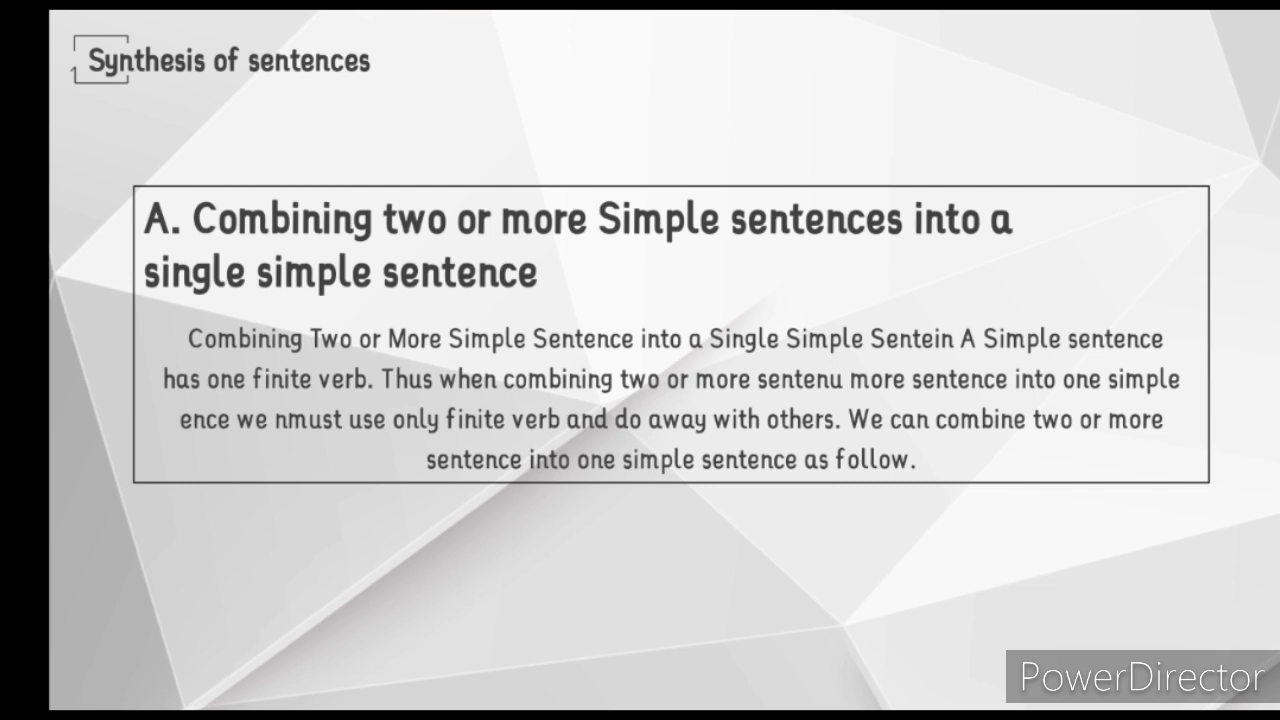 Synthesis of sentences
1
A. Combining two or more Simple sentences into a
single simple sentence
Combining Two or More Simple Sentence into a Single Simple Sentein A Simple sentence
has one finite verb. Thus when combining two or more sentenu more sentence into one simple
ence we nmust use only finite verb and do away with others. We can combine two or more
sentence into one simple sentence as follow.
PowerDirector